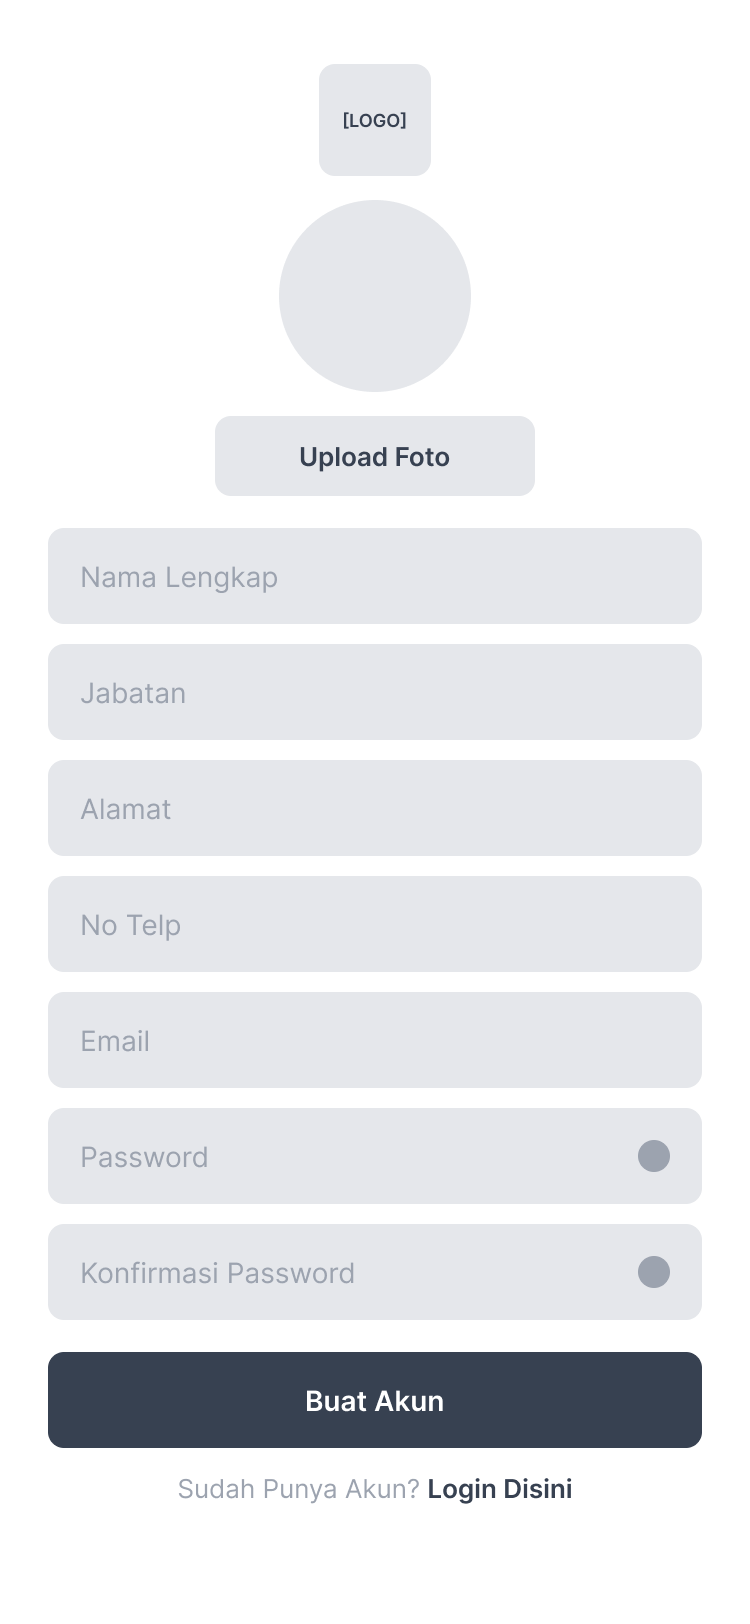 [LOGO]
Upload Foto
Nama Lengkap
Jabatan
Alamat
No Telp
Email
Password
Konfirmasi Password
Buat Akun
Sudah Punya Akun? Login Disini